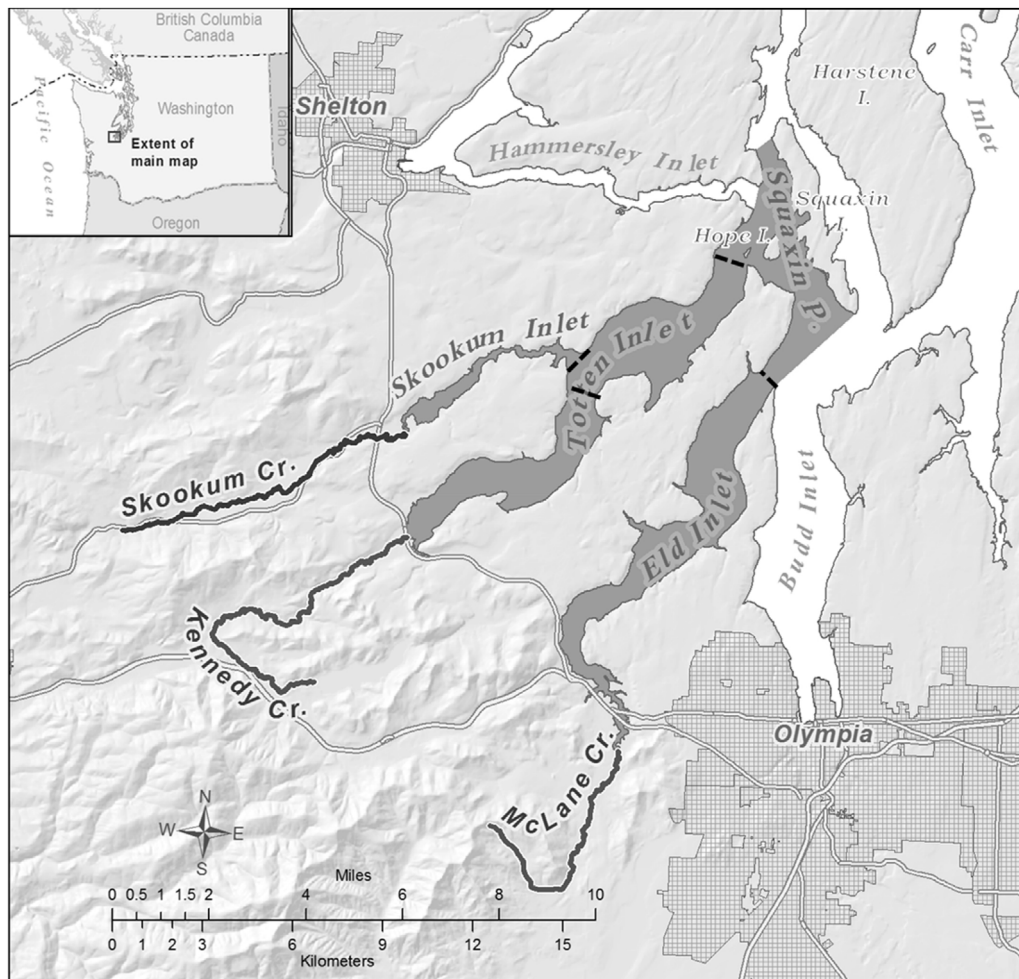 British Columbia
Canada
Pacific Ocean
Washington
Idaho
Extent of
main map
Oregon
Shelton
Hammersley Inlet
Harstene
I.
Carr Inlet
Squaxin
I.
Hope I.
Squaxin P.
Skookum Inlet
Totten Inlet
Skookum Cr.
Eld Inlet
Budd Inlet
Kennedy Cr.
Olympia
McLane Cr.
N
W E
S
Miles
0 0.5 1 1.5 2 4 6 8 10
0 1 2 3 6 9 12 15
Kilometers